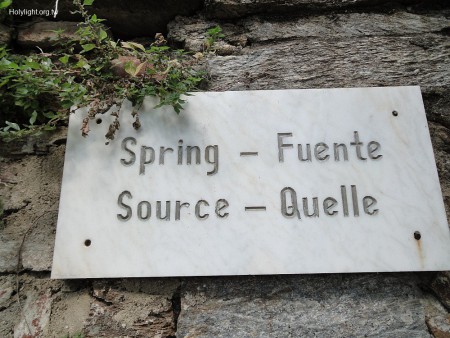 Holylight.org.tw
Spring – Fuente
Source – Quelle